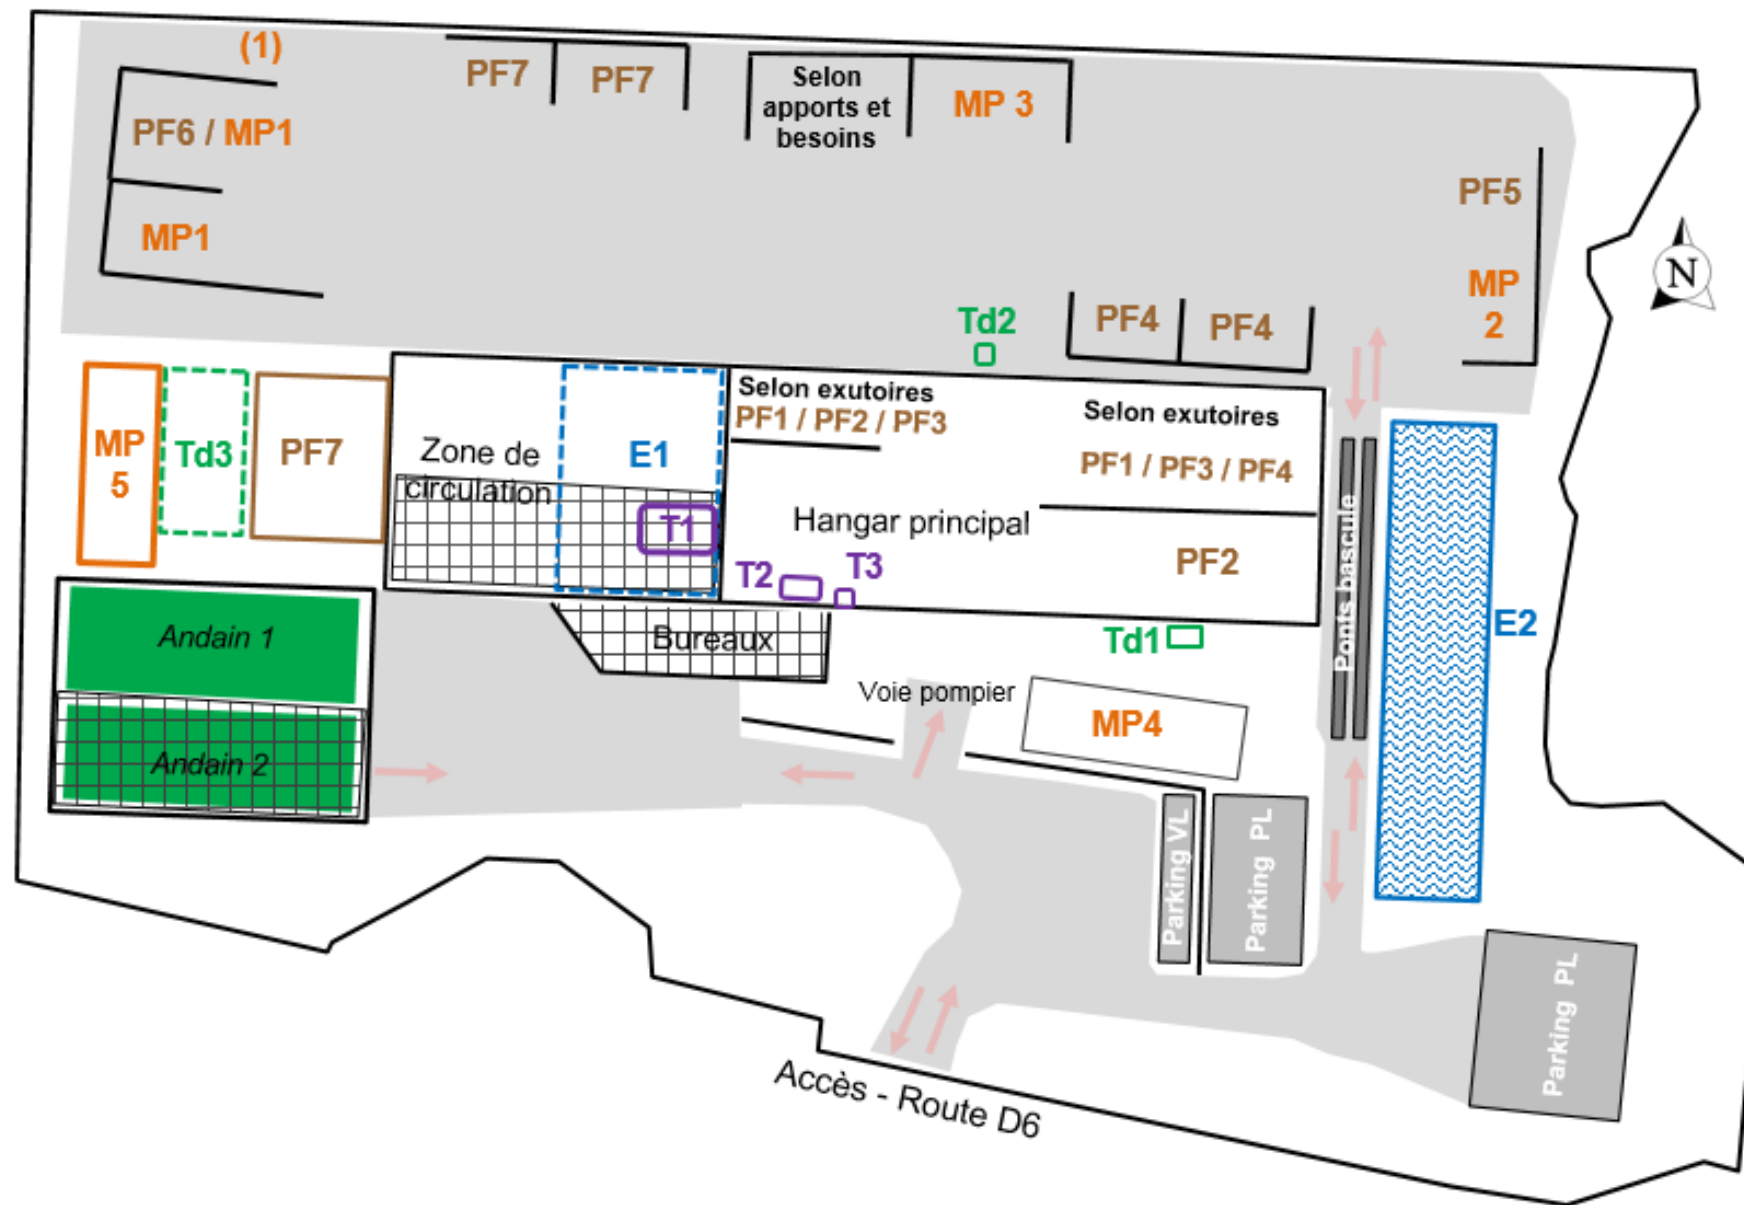 (1)
PF7
PF7
Selon
apports et
besoins
MP 3
PF6 / MP1
MP1
PF5
MP
2
N
Td2
PF4
PF4
Selon exutoires
PF1 / PF2 / PF3
Selon exutoires
PF1 / PF3 / PF4
MP
5
Td3
PF7
Zone de
circulation
E1
T1
Hangar principal
T2
T3
PF2
Ponts bascule
E2
Td1
Andain 1
Bureaux
Voie pompier
MP4
Andain 2
Parking VL
Parking PL
Parking PL
Accès - Route D6